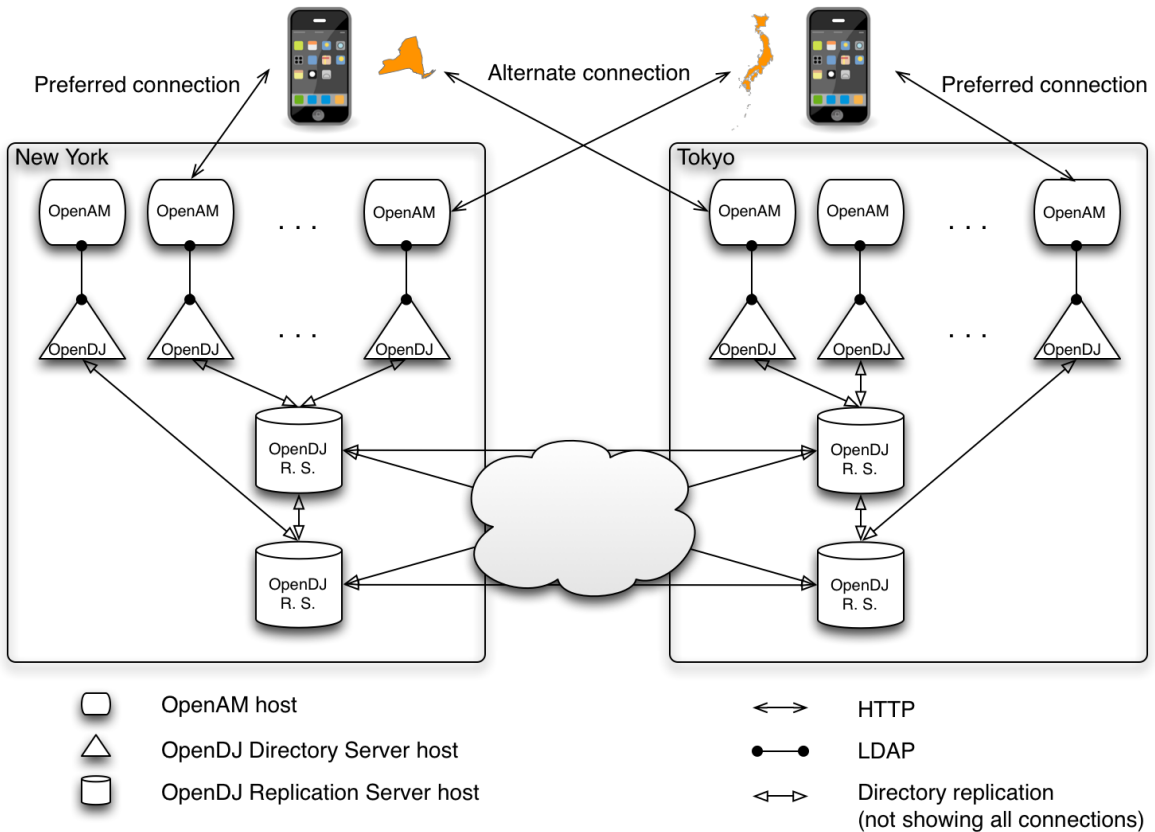 Preferred connection
Alternate connection
Preferred connection
New York
OpenAM
OpenAM
. . .
OpenAM
OpenDJ
OpenDJ
. . .
OpenDJ
OpenDJ
R. S.
OpenDJ
R. S.
Tokyo
OpenAM
OpenAM
. . .
OpenAM
OpenDJ
OpenDJ
. . .
OpenDJ
OpenDJ
R. S.
OpenDJ
R. S.
OpenAM host
OpenDJ Directory Server host
OpenDJ Replication Server host
HTTP
LDAP
Directory replication
(not showing all connections)